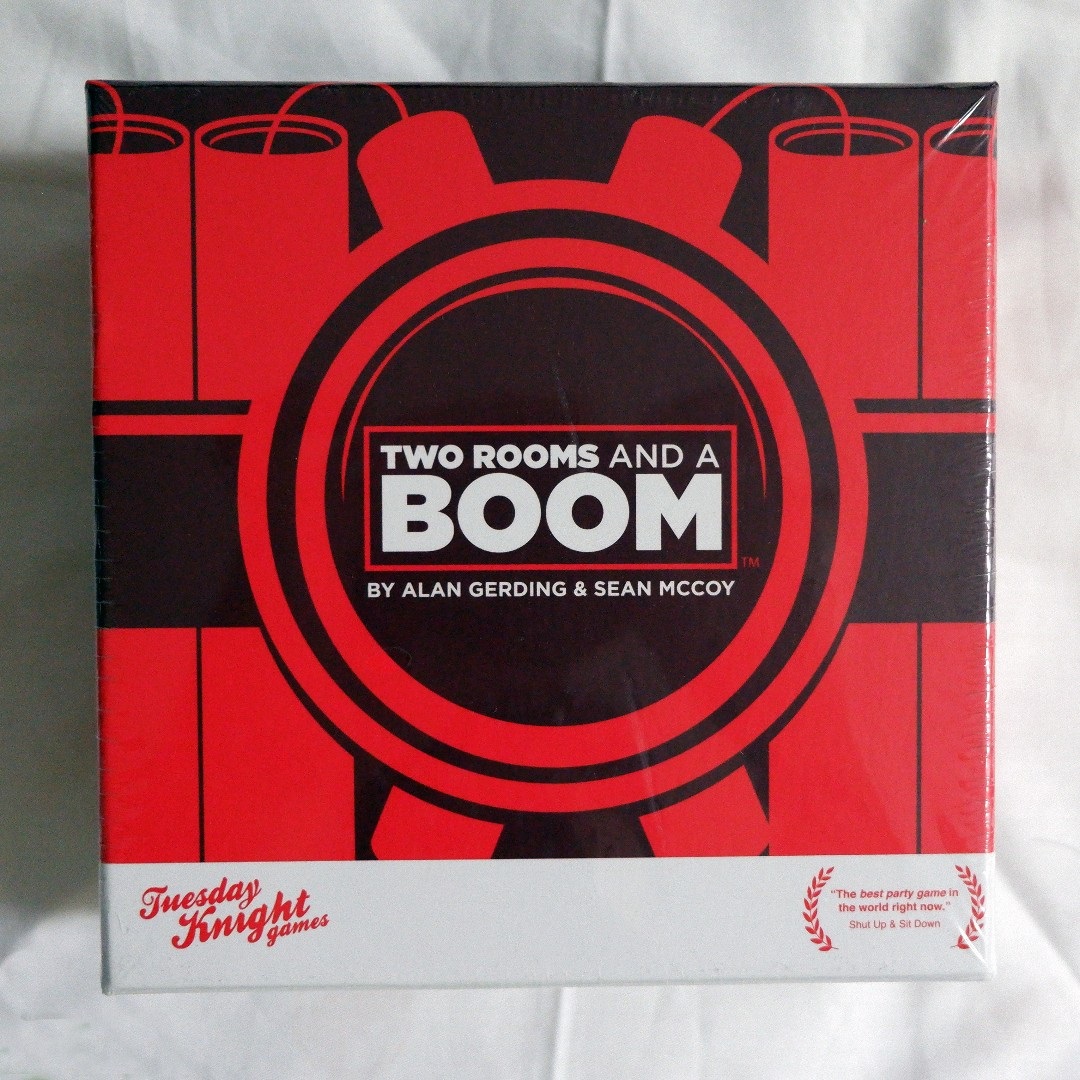 TWO ROOMS AND A
BOOM
™
BY ALAN GERDING & SEAN MCCOY
Tuesday
Knight
games
"The best party game in
the world right now."
Shut Up & Sit Down